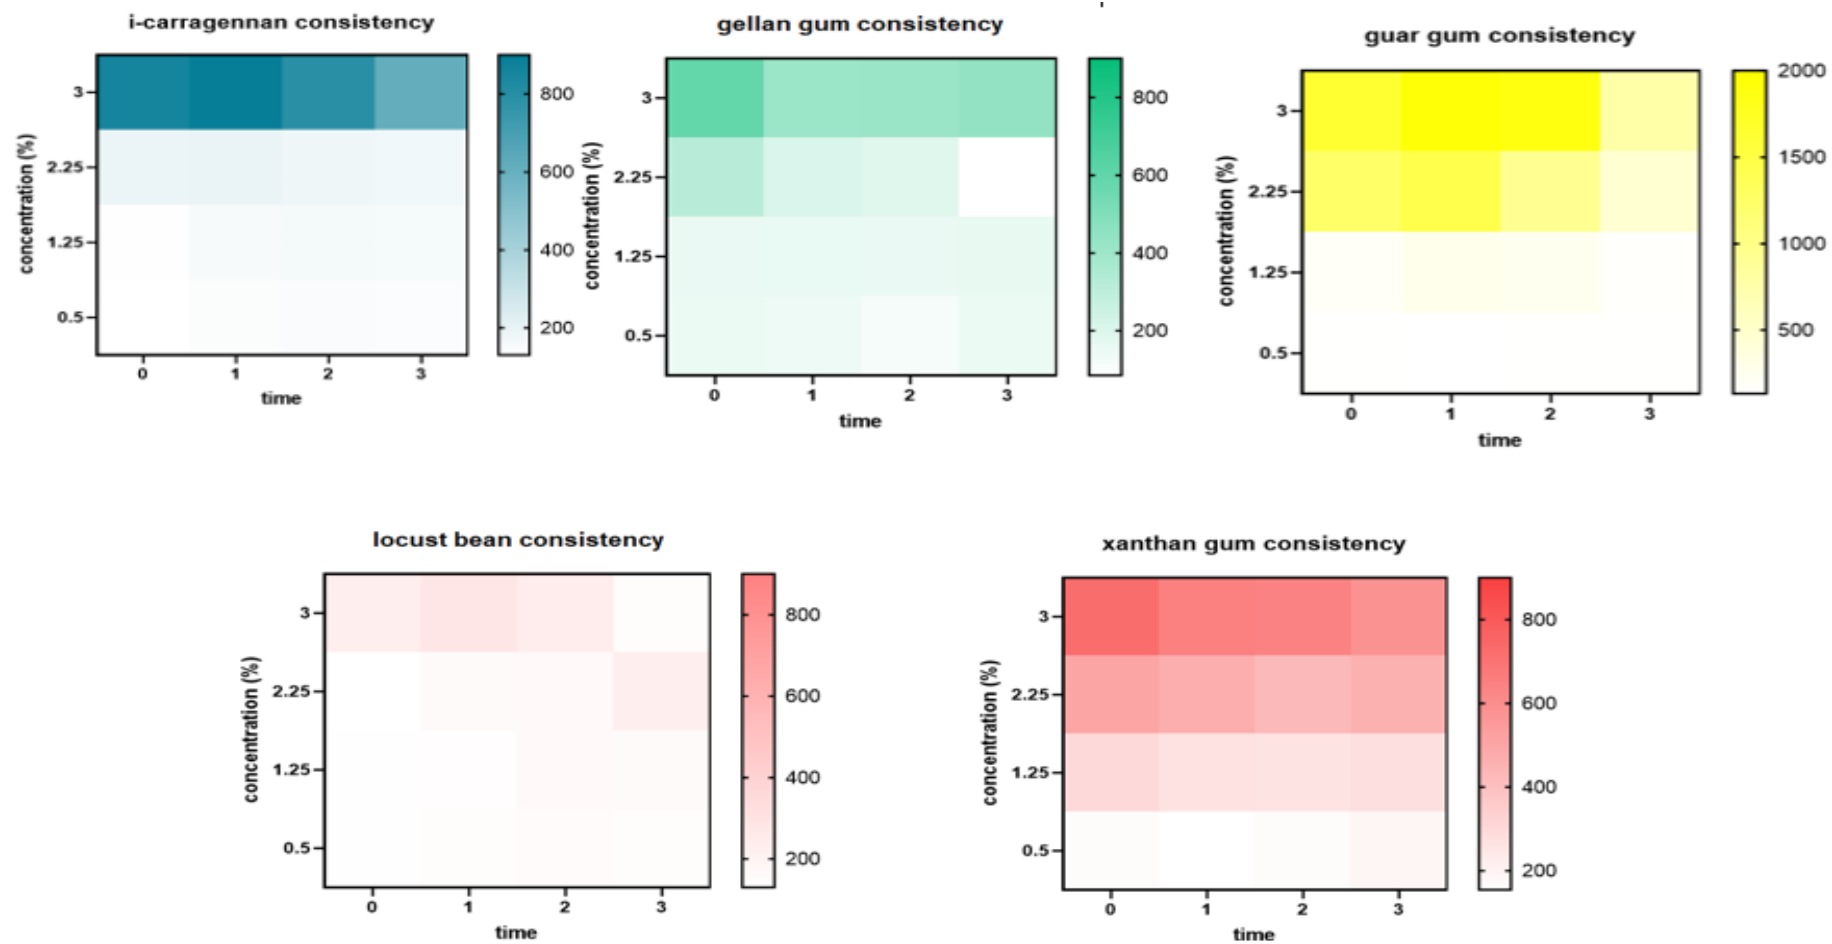 i-carragennan consistency
concentration (%)
3
2.25
1.25
0.5
0 1 2 3
time
800
600
400
200
gellan gum consistency
concentration (%)
3
2.25
1.25
0.5
0 1 2 3
time
800
600
400
200
guar gum consistency
concentration (%)
3
2.25
1.25
0.5
0 1 2 3
time
2000
1500
1000
500
locust bean consistency
concentration (%)
3
2.25
1.25
0.5
0 1 2 3
time
800
600
400
200
xanthan gum consistency
concentration (%)
3
2.25
1.25
0.5
0 1 2 3
time
800
600
400
200